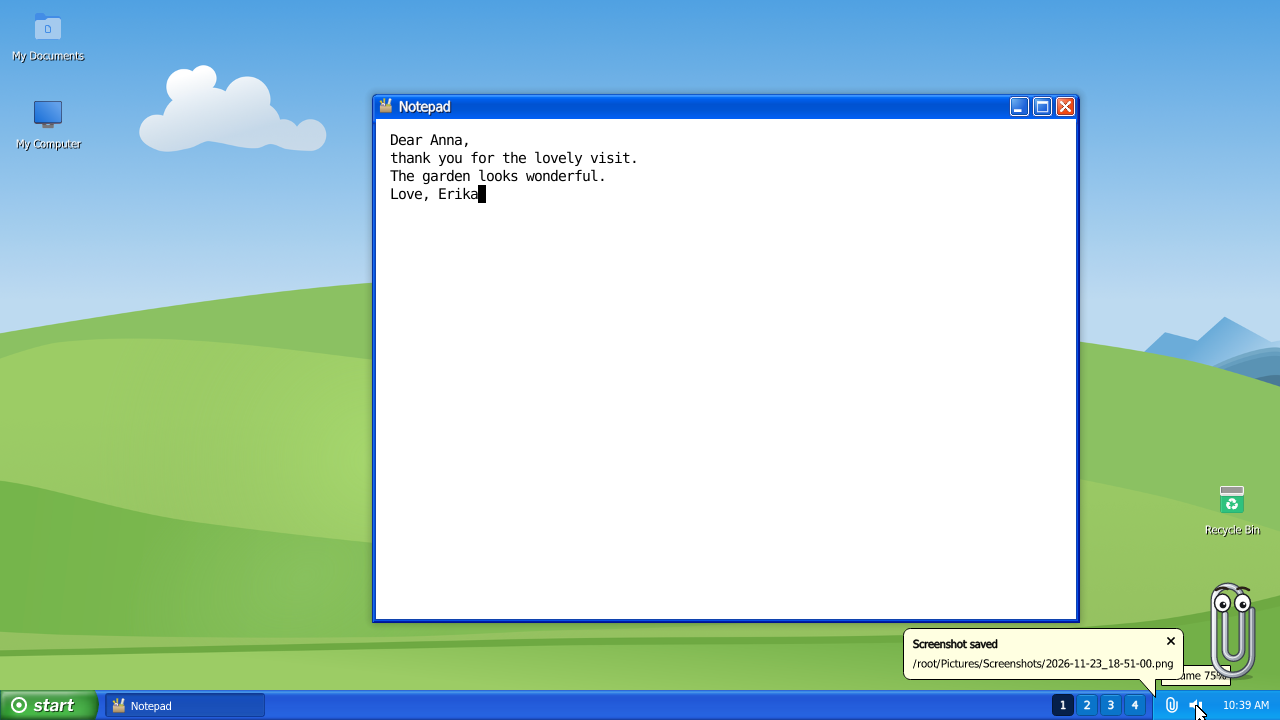 My Documents
My Computer
Notepad
Dear Anna,
thank you for the lovely visit.
The garden looks wonderful.
Love, Erika
Recycle Bin
Screenshot saved
/root/Pictures/Screenshots/2026-11-23_18-51-00.png
75%
start
Notepad
1 2 3 4
10:39 AM